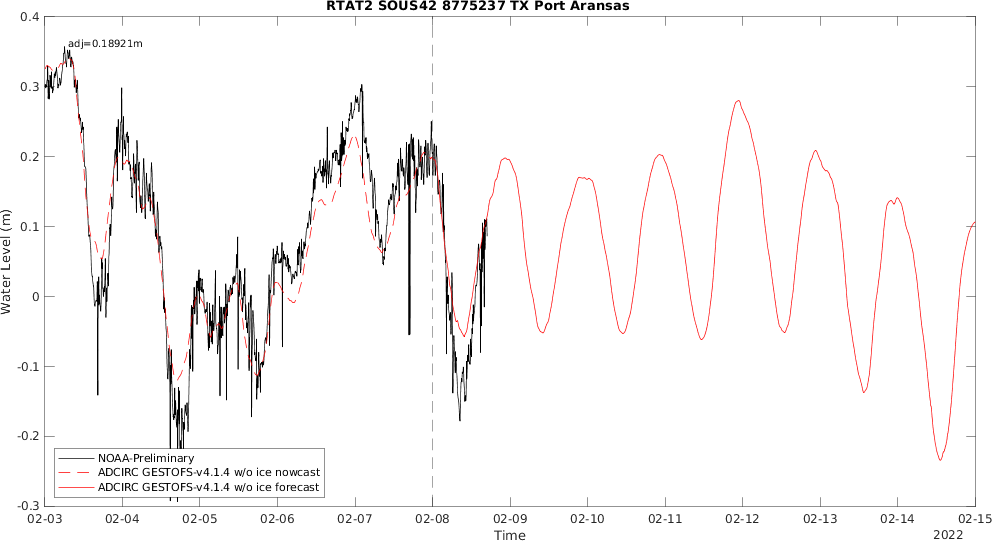 RTAT2 SOUS42 8775237 TX Port Aransas
adj=0.18921m
0.4
0.3
0.2
0.1
0
-0.1
-0.2
-0.3
Water Level (m)
NOAA-Preliminary
ADCIRC GESTOFS-v4.1.4 w/o ice nowcast
ADCIRC GESTOFS-v4.1.4 w/o ice forecast
02-03 02-04 02-05 02-06 02-07 02-08 02-09 02-10 02-11 02-12 02-13 02-14 02-15
Time
2022